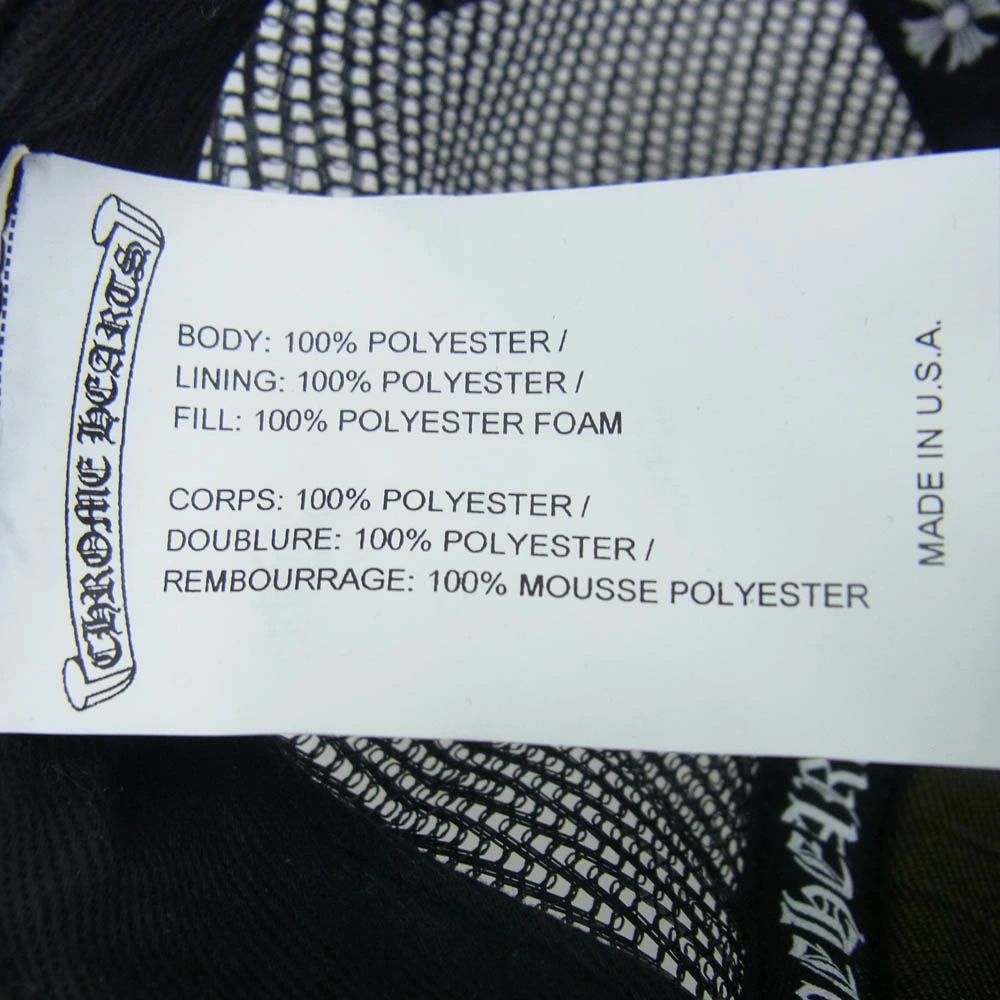 CHROME HEARTS
BODY: 100% POLYESTER /
LINING: 100% POLYESTER /
FILL: 100% POLYESTER FOAM
CORPS: 100% POLYESTER /
DOUBLURE: 100% POLYESTER /
REMBOURRAGE: 100% MOUSSE POLYESTER
MADE IN U.S.A.